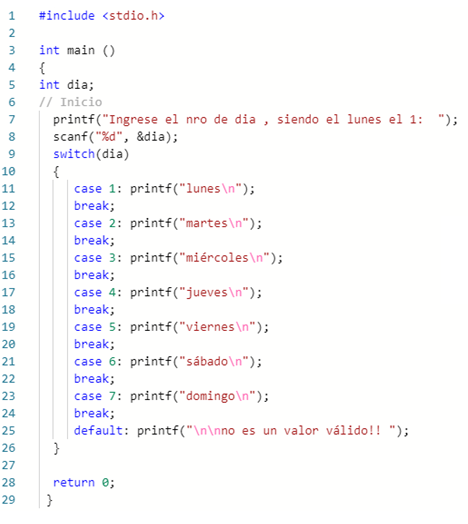 1 #include <stdio.h>
2
3 int main ()
4 {
5 int dia;
6 // Inicio
7 printf("Ingrese el nro de dia , siendo el lunes el 1:  ");
8 scanf("%d", &dia);
9 switch(dia)
10 {
11 case 1: printf("lunes\n");
12 break;
13 case 2: printf("martes\n");
14 break;
15 case 3: printf("miércoles\n");
16 break;
17 case 4: printf("jueves\n");
18 break;
19 case 5: printf("viernes\n");
20 break;
21 case 6: printf("sábado\n");
22 break;
23 case 7: printf("domingo\n");
24 break;
25 default: printf("\n\nno es un valor válido!! ");
26 }
27
28 return 0;
29 }